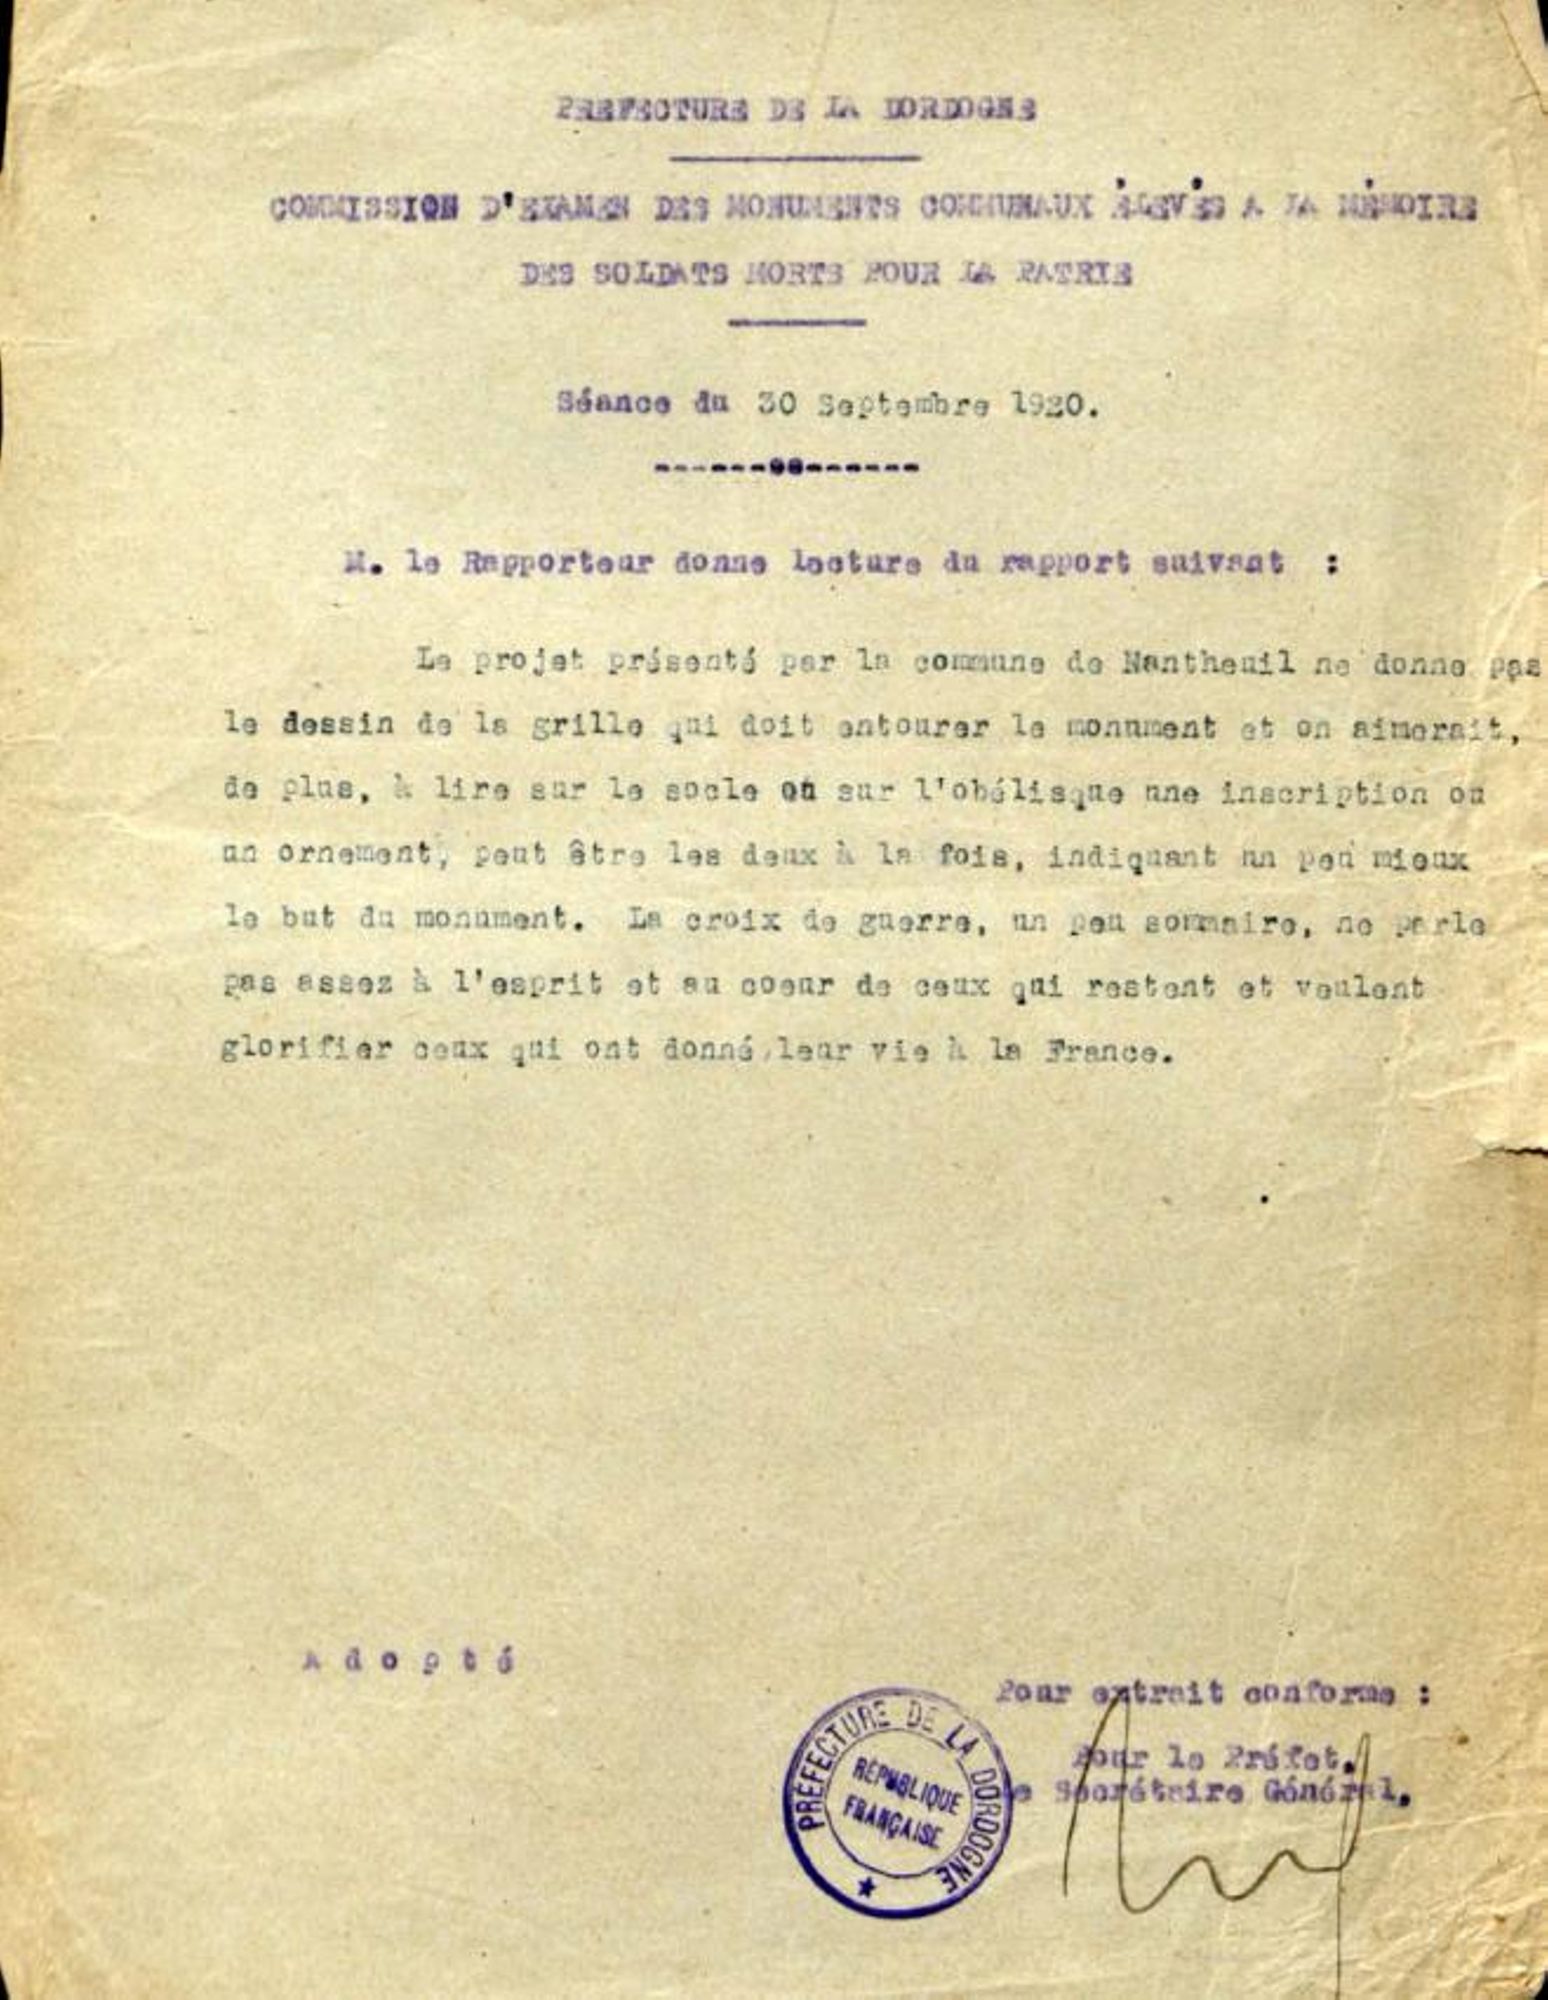 PREFECTURE DE LA DORDOGNE
COMMISSION D'EXAMEN DES MONUMENTS COMMUNAUX ÉLEVÉS A LA MÉMOIRE
DES SOLDATS MORTS POUR LA PATRIE
Séance du 30 Septembre 1920.
M. le Rapporteur donne lecture du rapport suivant :
Le projet présenté par la commune de Nantheuil ne donne pas
le dessin de la grille qui doit entourer le monument et on aimerait,
de plus, à lire sur le socle ou sur l'obélisque une inscription ou
un ornement, peut être les deux à la fois, indiquant un peu mieux
le but du monument. La croix de guerre, un peu sommaire, ne parle
pas assez à l'esprit et au coeur de ceux qui restent et veulent
glorifier ceux qui ont donné leur vie à la France.
Adopté
Pour extrait conforme :
Pour le Préfet,
e Secrétaire Général,
PRÉFECTURE DE LA DORDOGNE
RÉPUBLIQUE
FRANÇAISE